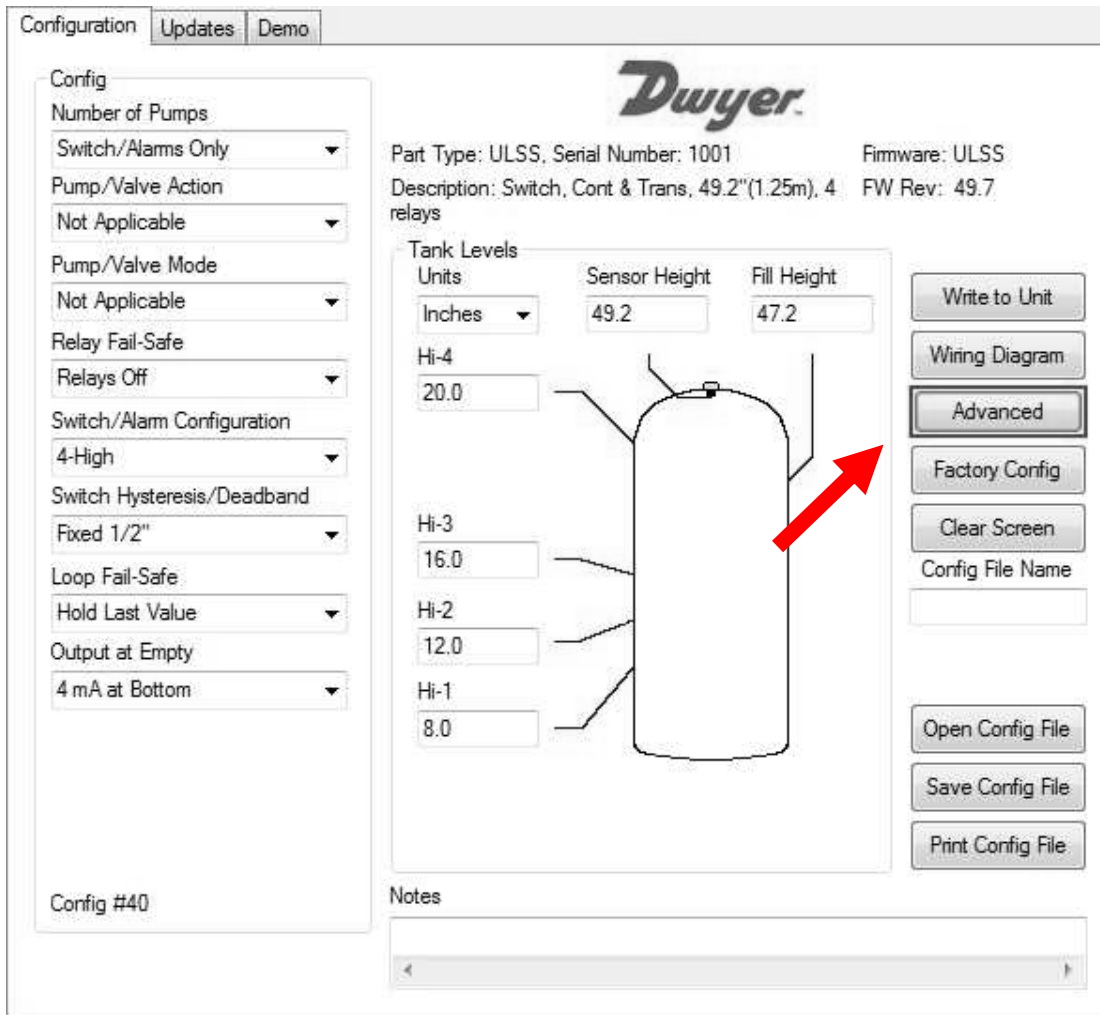 Configuration Updates Demo
Config
Number of Pumps
Switch/Alarms Only
Pump/Valve Action
Not Applicable
Pump/Valve Mode
Not Applicable
Relay Fail-Safe
Relays Off
Switch/Alarm Configuration
4-High
Switch Hysteresis/Deadband
Fixed 1/2"
Loop Fail-Safe
Hold Last Value
Output at Empty
4 mA at Bottom
Config #40
Dwyer
Part Type: ULSS, Serial Number: 1001
Firmware: ULSS
Description: Switch, Cont & Trans, 49.2"(1.25m), 4
relays
FW Rev: 49.7
Tank Levels
Units Sensor Height Fill Height
Inches 49.2 47.2
Hi-4
20.0
Hi-3
16.0
Hi-2
12.0
Hi-1
8.0
Write to Unit
Wiring Diagram
Advanced
Factory Config
Clear Screen
Config File Name
Open Config File
Save Config File
Print Config File
Notes